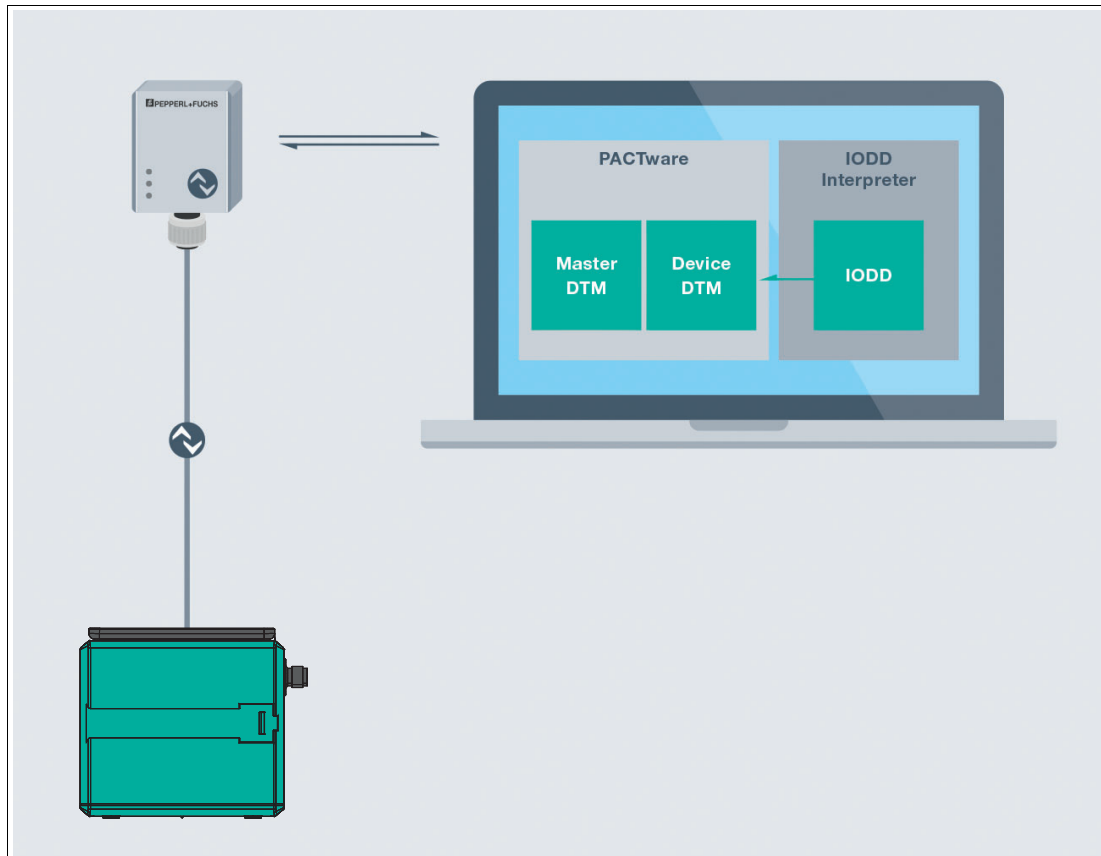 PEPPERL+FUCHS
PACTware
IODD
Interpreter
Master
DTM
Device
DTM
IODD